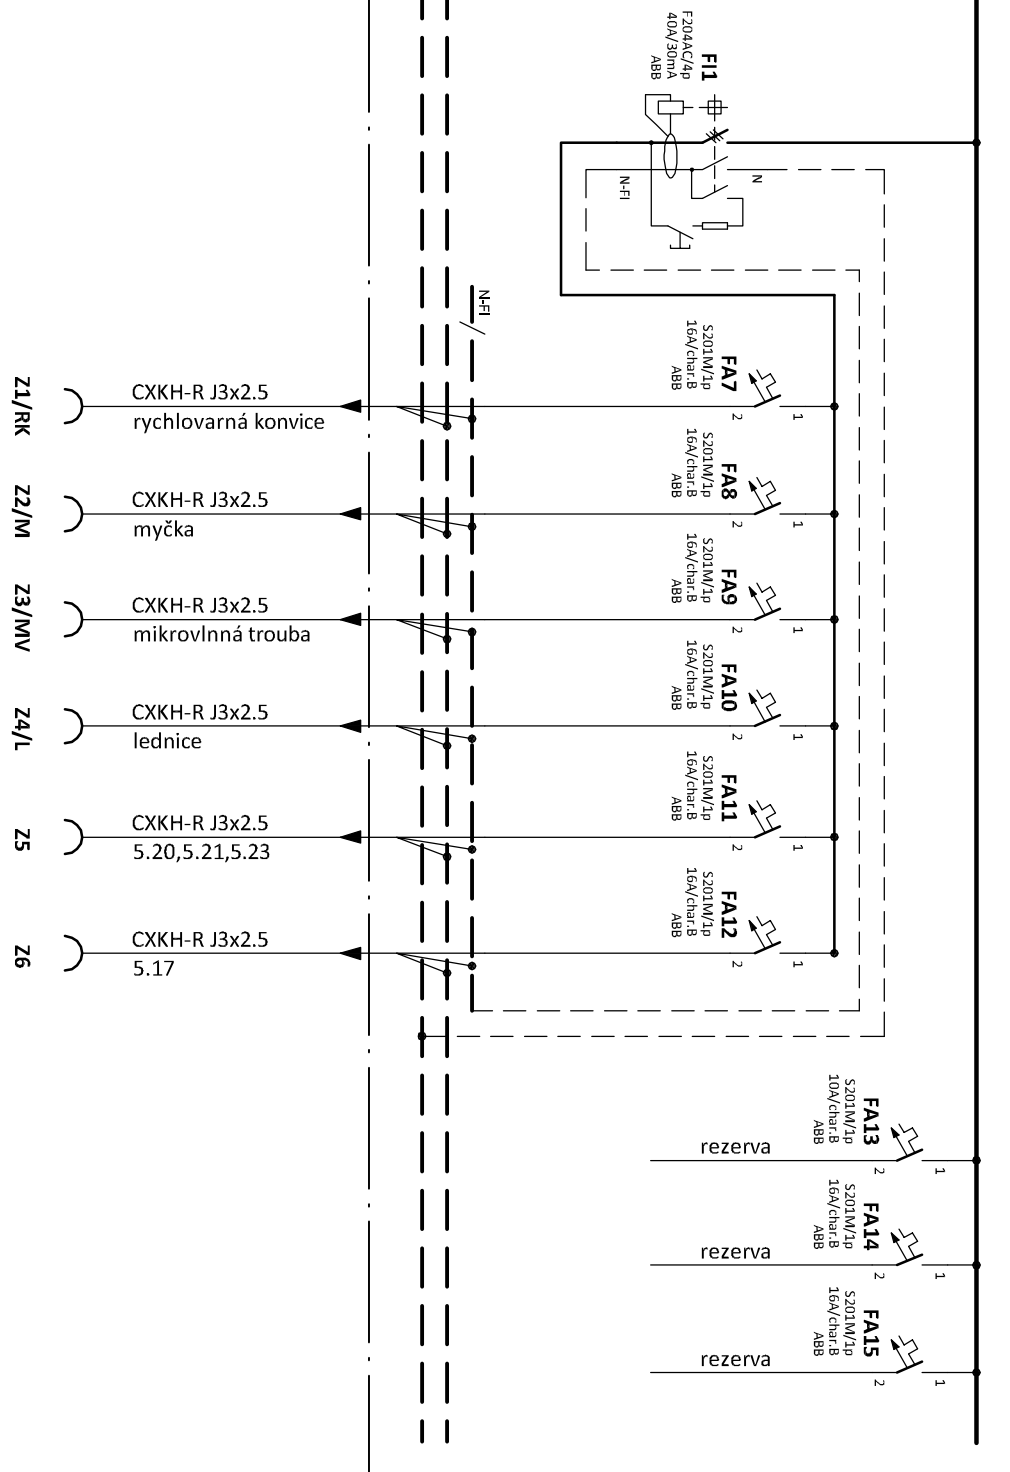 FI1
F204AC/4p
40A/30mA
ABB
N
N-FI
N-FI
FA7
S201M/1p
16A/char.B
ABB
1
2
CXKH-R J3x2.5
rychlovarná konvice
Z1/RK
FA8
S201M/1p
16A/char.B
ABB
1
2
CXKH-R J3x2.5
myčka
Z2/M
FA9
S201M/1p
16A/char.B
ABB
1
2
CXKH-R J3x2.5
mikrovlnná trouba
Z3/MV
FA10
S201M/1p
16A/char.B
ABB
1
2
CXKH-R J3x2.5
lednice
Z4/L
FA11
S201M/1p
16A/char.B
ABB
1
2
CXKH-R J3x2.5
5.20,5.21,5.23
Z5
FA12
S201M/1p
16A/char.B
ABB
1
2
CXKH-R J3x2.5
5.17
Z6
FA13
S201M/1p
10A/char.B
ABB
1
2
rezerva
FA14
S201M/1p
16A/char.B
ABB
1
2
rezerva
FA15
S201M/1p
16A/char.B
ABB
1
2
rezerva